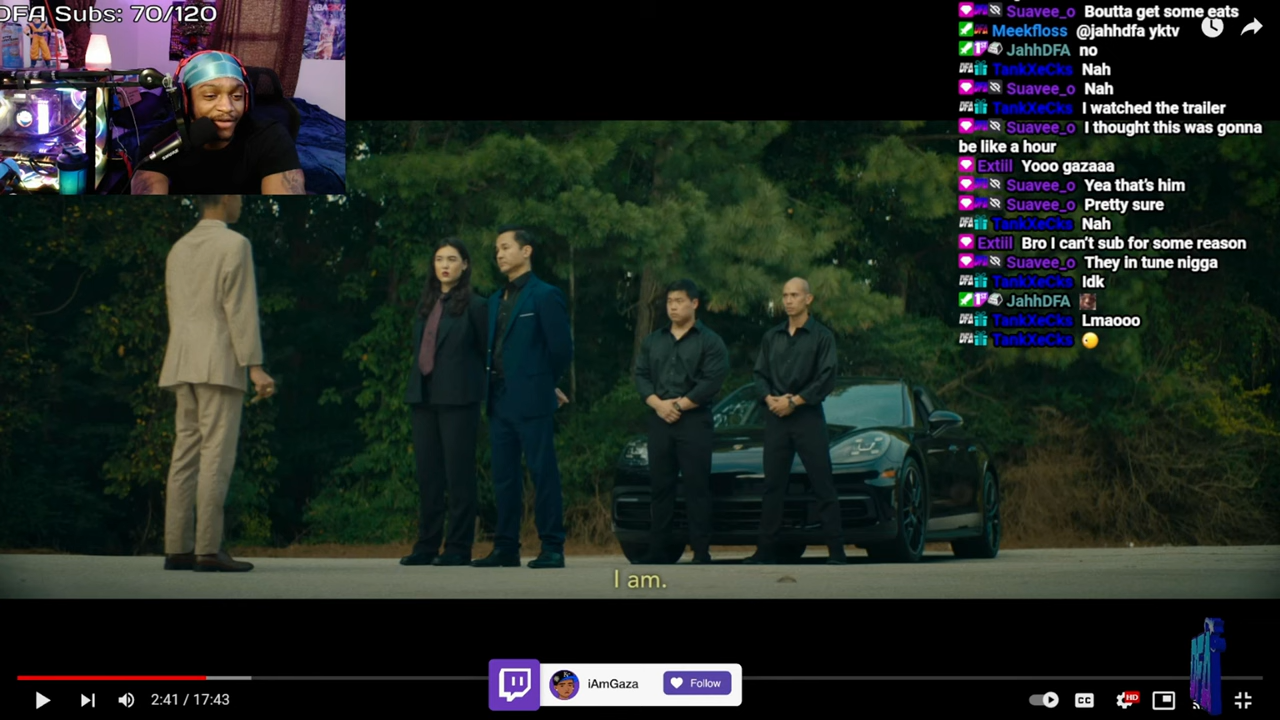 DFA Subs: 70/120
Suavee_o Boutta get some eats
Meekfloss @jahhdfa yktv
JahhDFA no
TankXeCks Nah
Suavee_o Nah
TankXeCks I watched the trailer
Suavee_o I thought this was gonna
be like a hour
Extiil Yooo gazaaa
Suavee_o Yea that's him
Suavee_o Pretty sure
TankXeCks Nah
Extiil Bro I can't sub for some reason
Suavee_o They in tune nigga
TankXeCks Idk
JahhDFA
TankXeCks Lmaooo
TankXeCks
I am.
iAmGaza
Follow
2:41 / 17:43
CC
HD